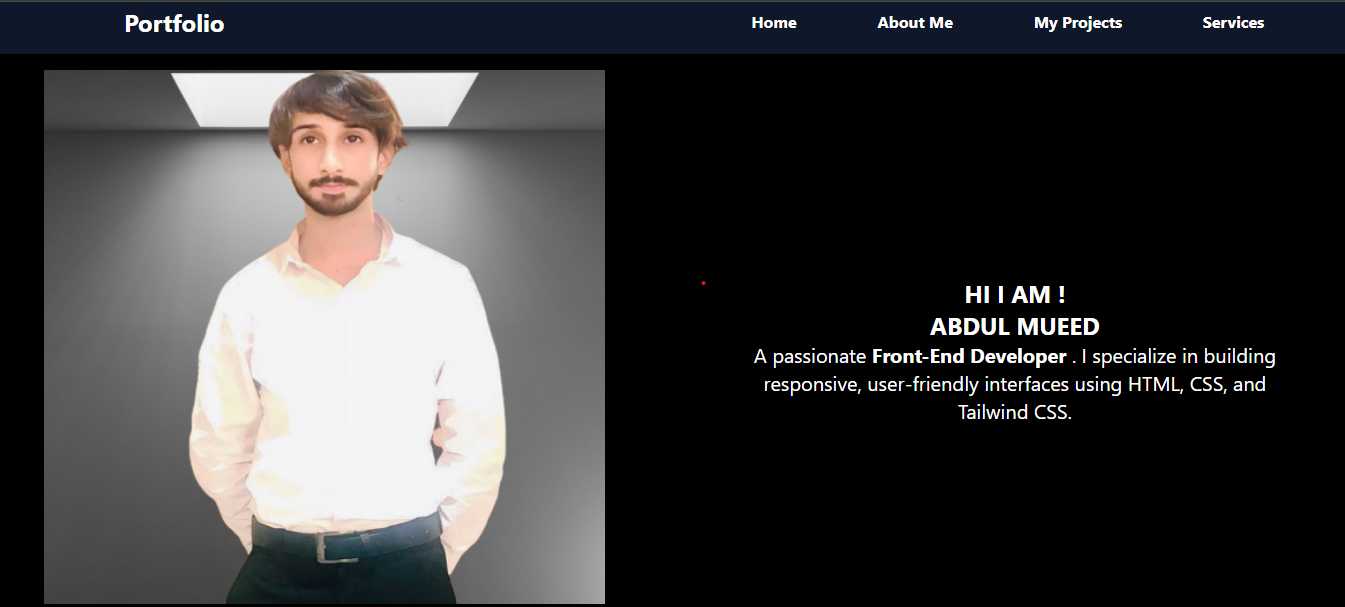 Portfolio
Home About Me My Projects Services
HI I AM !
ABDUL MUEED
A passionate Front-End Developer . I specialize in building
responsive, user-friendly interfaces using HTML, CSS, and
Tailwind CSS.